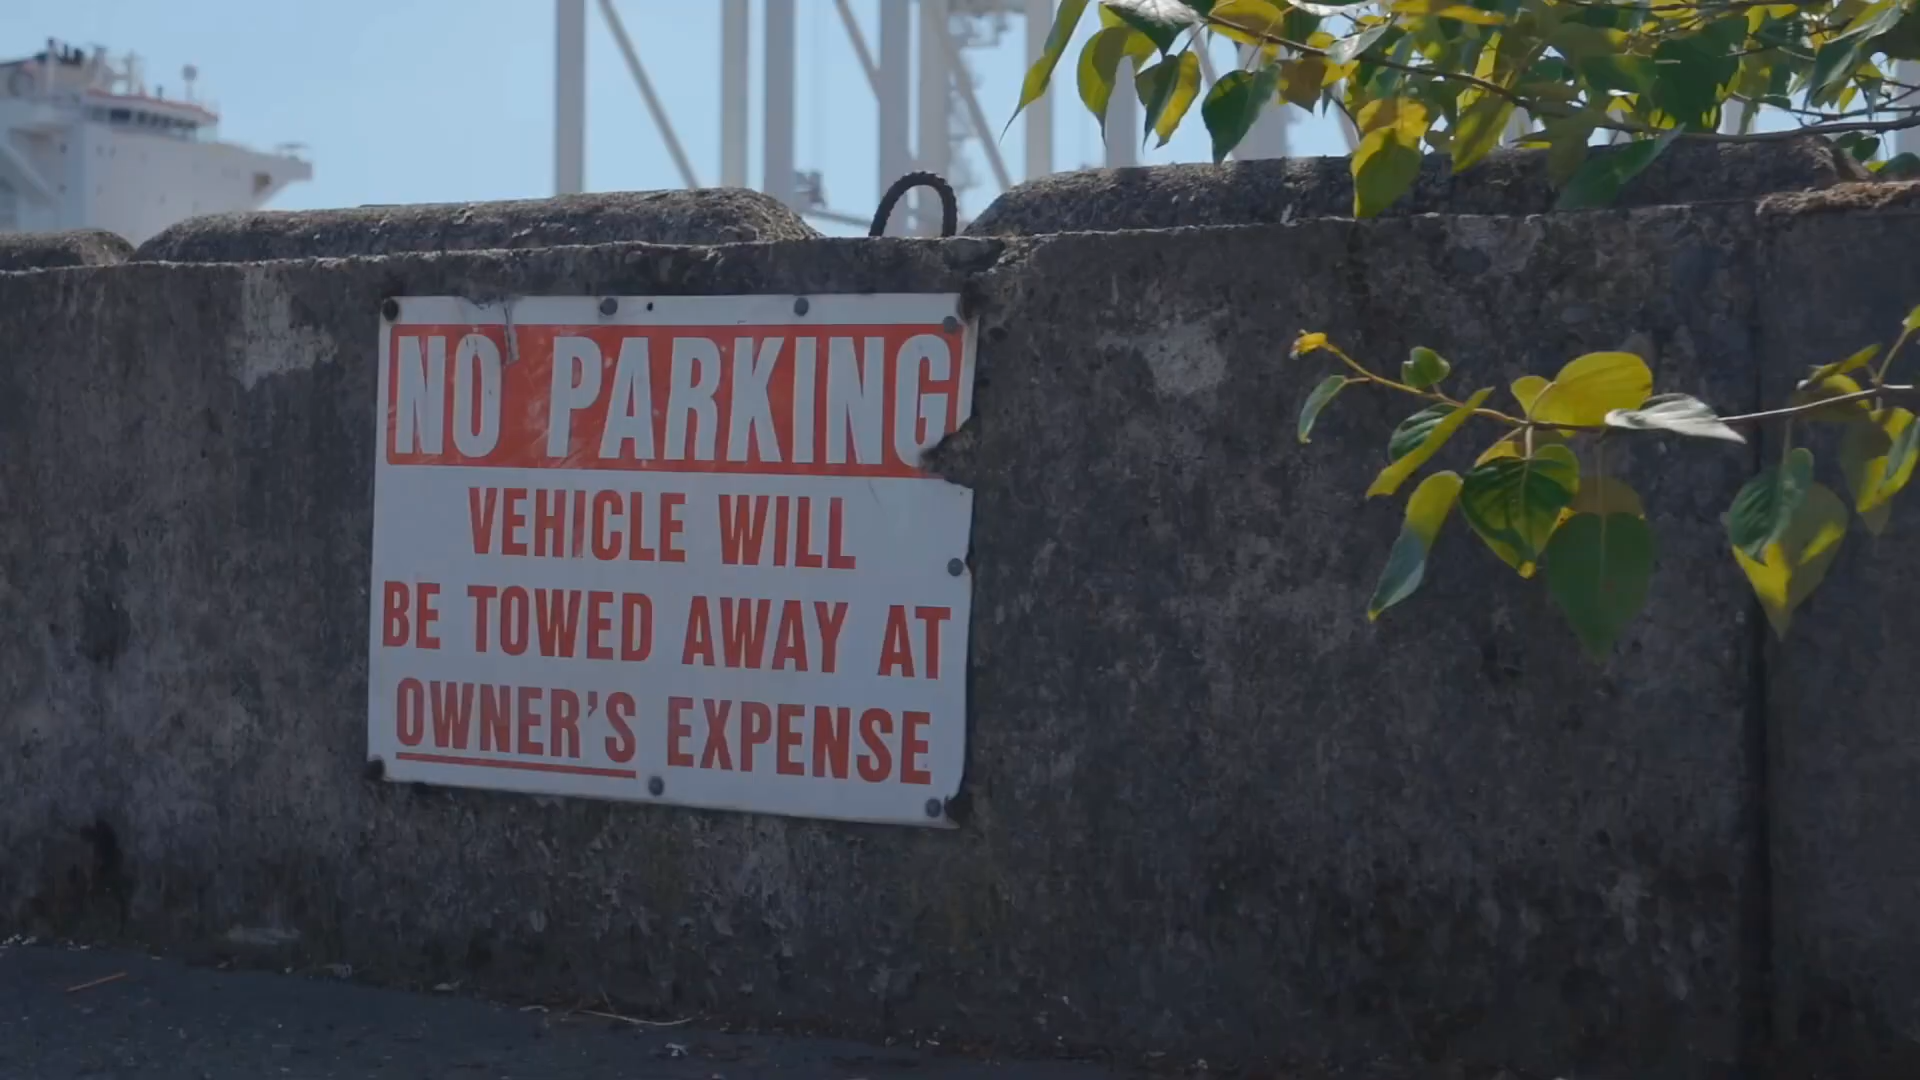 NO PARKING
VEHICLE WILL
BE TOWED AWAY AT
OWNER'S EXPENSE